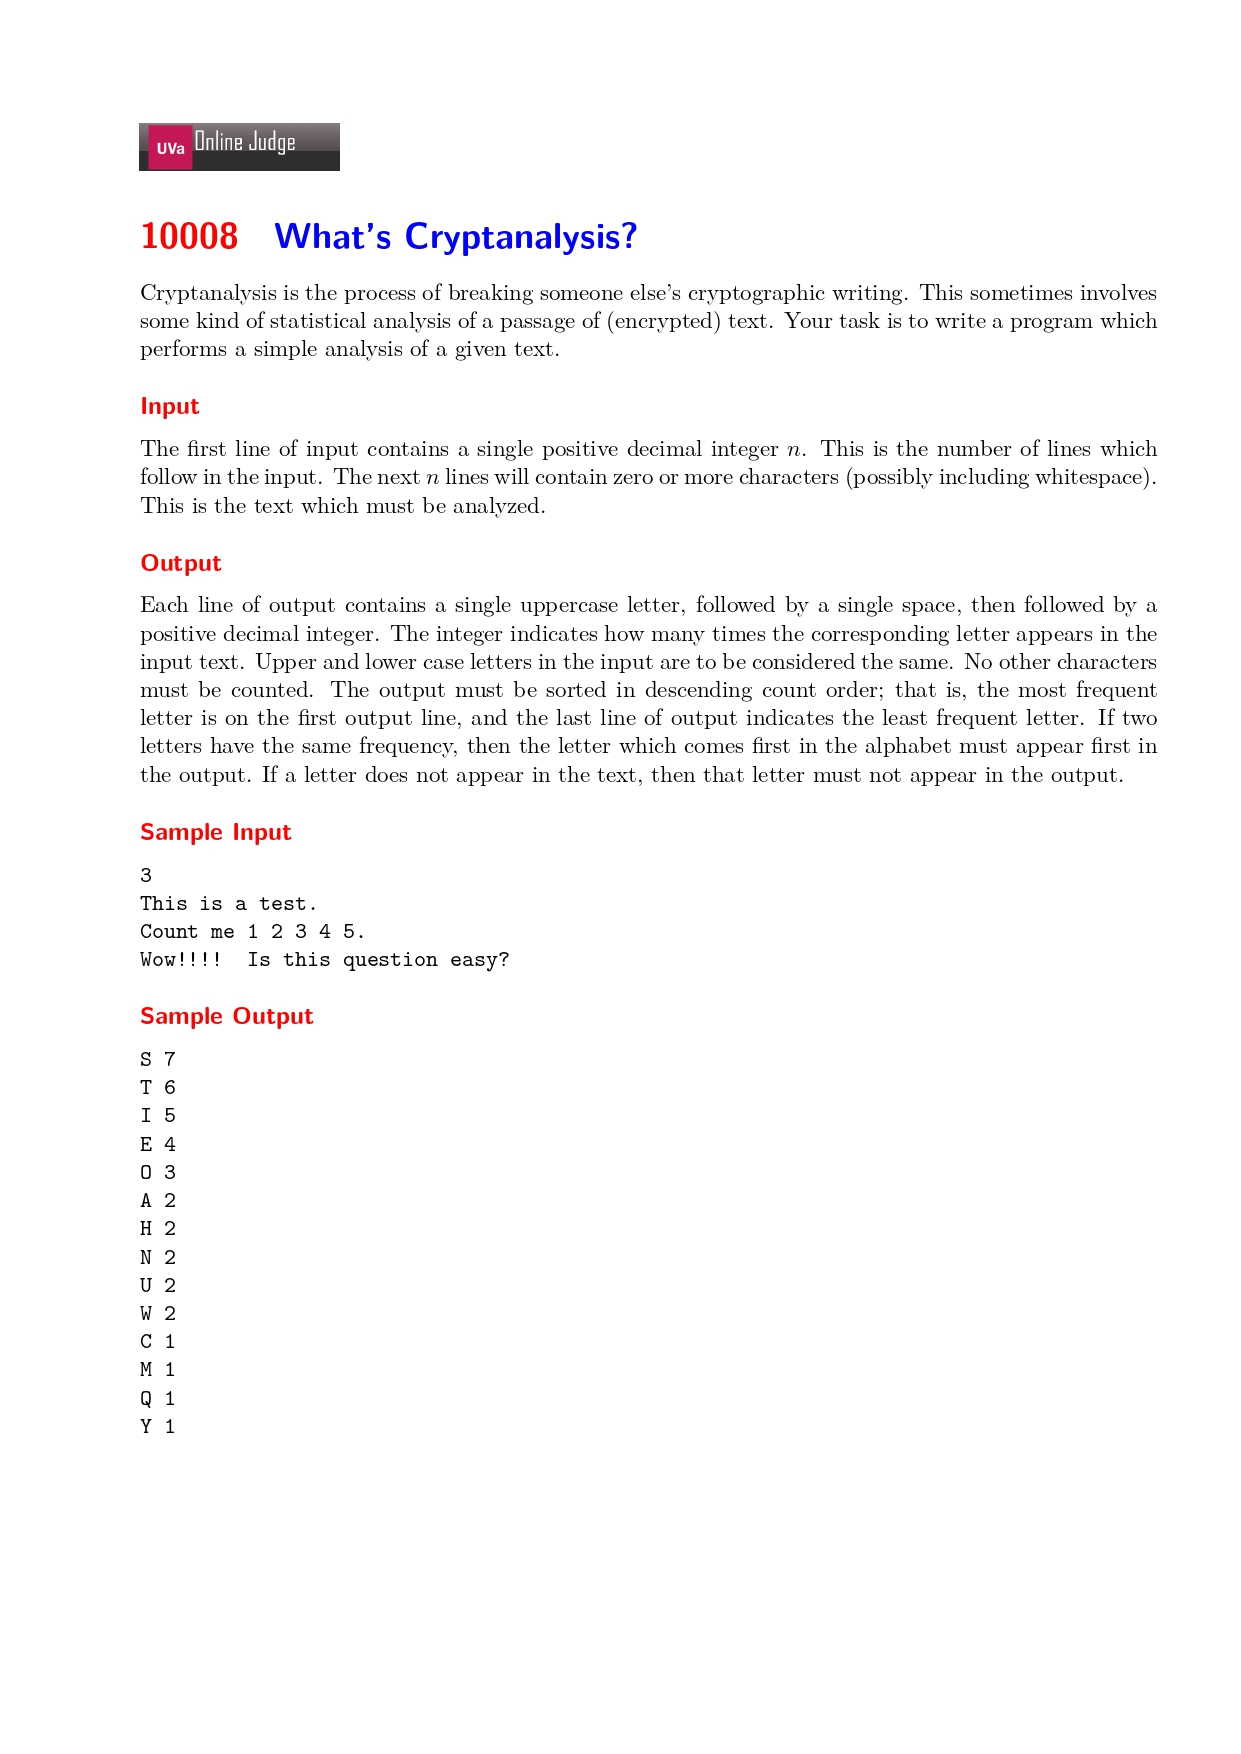 UVa Online Judge
10008 What's Cryptanalysis?
Cryptanalysis is the process of breaking someone else's cryptographic writing. This sometimes involves
some kind of statistical analysis of a passage of (encrypted) text. Your task is to write a program which
performs a simple analysis of a given text.
Input
The first line of input contains a single positive decimal integer n. This is the number of lines which
follow in the input. The next n lines will contain zero or more characters (possibly including whitespace).
This is the text which must be analyzed.
Output
Each line of output contains a single uppercase letter, followed by a single space, then followed by a
positive decimal integer. The integer indicates how many times the corresponding letter appears in the
input text. Upper and lower case letters in the input are to be considered the same. No other characters
must be counted. The output must be sorted in descending count order; that is, the most frequent
letter is on the first output line, and the last line of output indicates the least frequent letter. If two
letters have the same frequency, then the letter which comes first in the alphabet must appear first in
the output. If a letter does not appear in the text, then that letter must not appear in the output.
Sample Input
3
This is a test.
Count me 1 2 3 4 5.
Wow!!!!  Is this question easy?
Sample Output
S 7
T 6
I 5
E 4
O 3
A 2
H 2
N 2
U 2
W 2
C 1
M 1
Q 1
Y 1